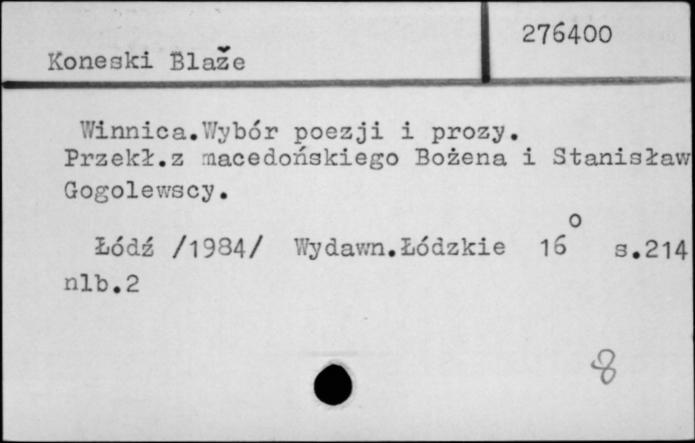 276400
Koneski Blaže
Winnica.Wybór poezji i prozy.
Przekł.z macedońskiego Bożena i Stanisław
Gogolewscy.
Łódź /1984/ Wydawn.Łódzkie 16° s.214
nlb.2
8